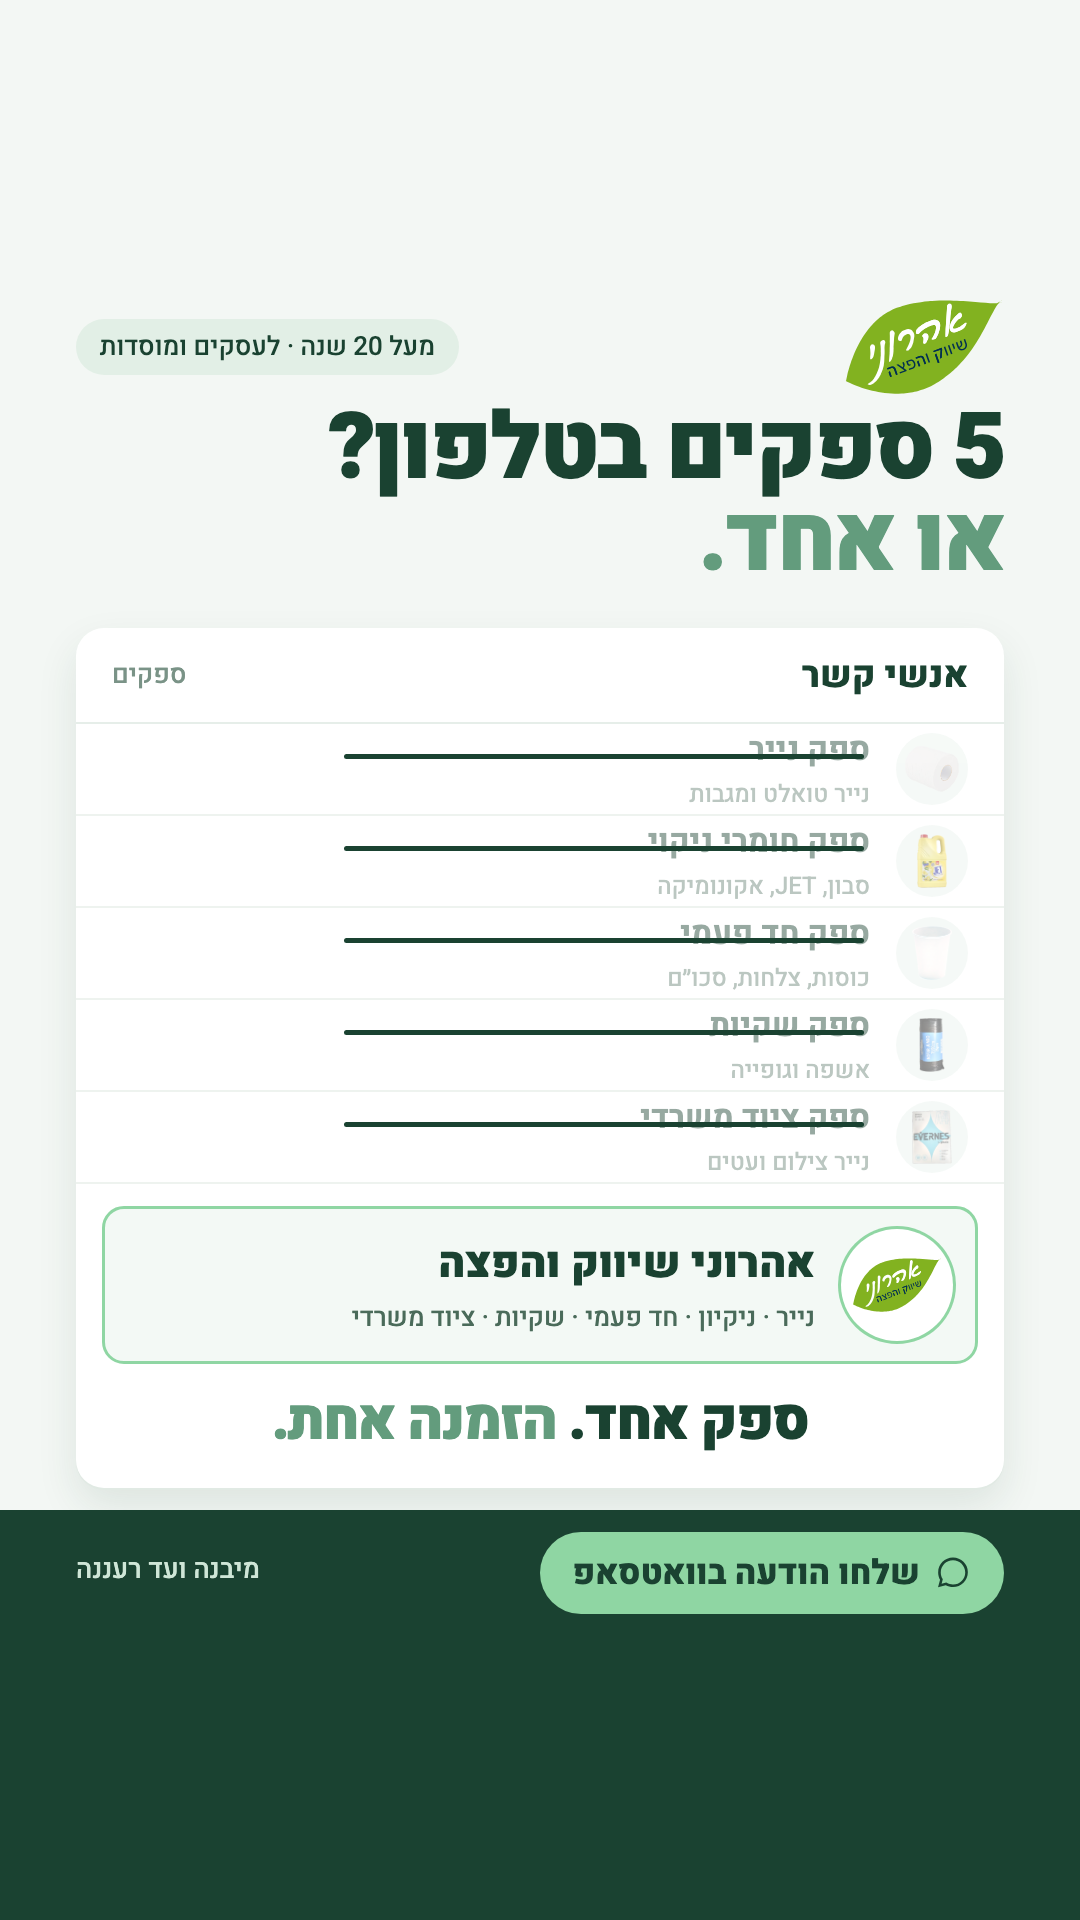 אהרוני
שיווק והפצה
מעל 20 שנה · לעסקים ומוסדות
5 ספקים בטלפון?
או אחד.
אנשי קשר
ספקים
ספק נייר
נייר טואלט ומגבות
ספק חומרי ניקוי
סבון, JET, אקונומיקה
ספק חד פעמי
כוסות, צלחות, סכו״ם
ספק שקיות
אשפה וגופייה
ספק ציוד משרדי
נייר צילום ועטים
EVERNES
אהרוני
שיווק והפצה
אהרוני שיווק והפצה
נייר · ניקיון · חד פעמי · שקיות · ציוד משרדי
ספק אחד. הזמנה אחת.
שלחו הודעה בוואטסאפ
מיבנה ועד רעננה